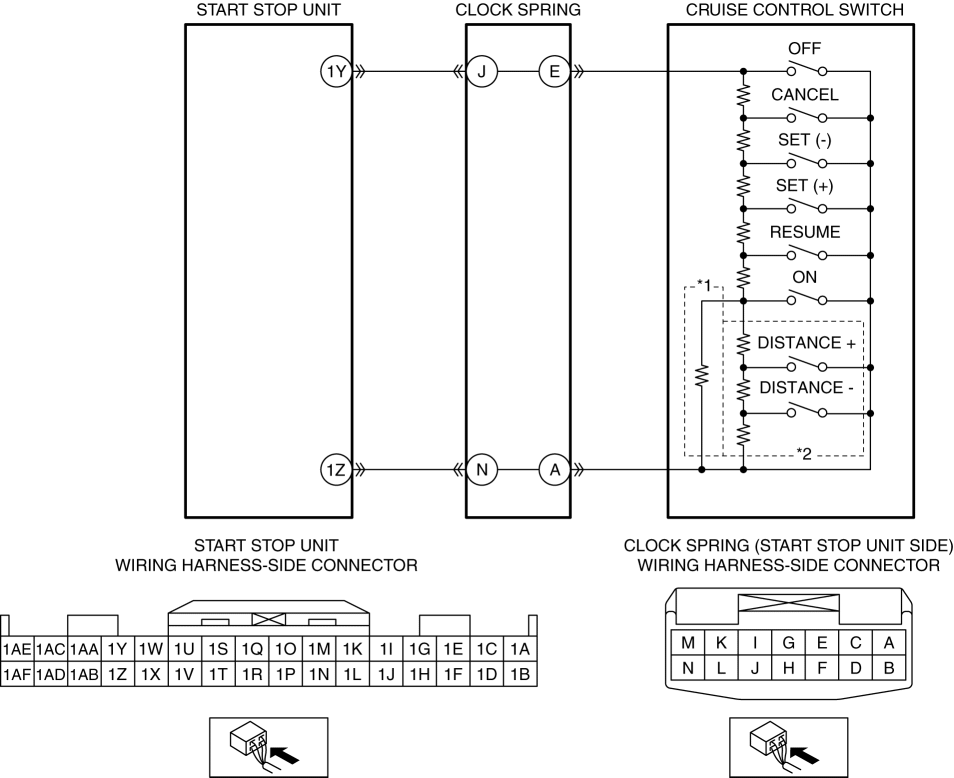 START STOP UNIT
CLOCK SPRING
CRUISE CONTROL SWITCH
OFF
1Y
J
E
CANCEL
SET (-)
SET (+)
RESUME
ON
*1
DISTANCE +
DISTANCE -
*2
1Z
N
A
START STOP UNIT
WIRING HARNESS-SIDE CONNECTOR
CLOCK SPRING (START STOP UNIT SIDE)
WIRING HARNESS-SIDE CONNECTOR
1AE 1AC 1AA 1Y 1W 1U 1S 1Q 1O 1M 1K 1I 1G 1E 1C 1A
1AF 1AD 1AB 1Z 1X 1V 1T 1R 1P 1N 1L 1J 1H 1F 1D 1B
M K I G E C A
N L J H F D B